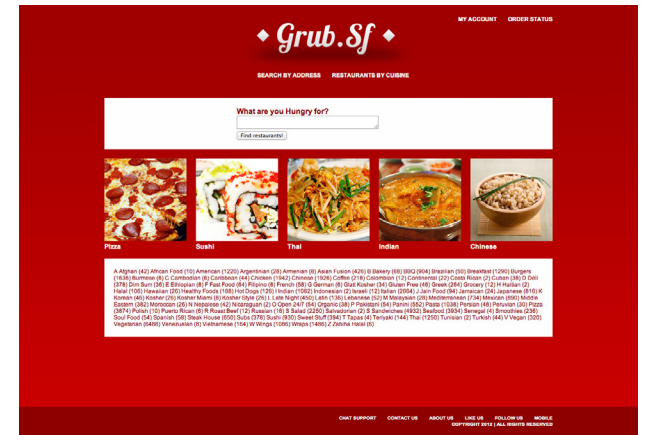 MY ACCOUNT ORDER STATUS
Grub.Sf
SEARCH BY ADDRESS RESTAURANTS BY CUISINE
What are you Hungry for?
Find restaurants!
Pizza Sushi Thai Indian Chinese
A Afghan (42) African Food (10) American (1220) Argentinian (28) Armenian (8) Asian Fusion (426) B Bakery (68) BBQ (904) Brazilian (50) Breakfast (1290) Burgers
(1636) Burmese (8) C Cambodian (6) Caribbean (44) Chicken (1942) Chinese (1926) Coffee (218) Colombian (12) Continental (22) Costa Rican (2) Cuban (38) D Deli
(378) Dim Sum (36) E Ethiopian (8) F Fast Food (64) Filipino (8) French (58) G German (6) Glatt Kosher (34) Gluten Free (46) Greek (264) Grocery (12) H Haitian (2)
Halal (106) Hawaiian (26) Healthy Foods (168) Hot Dogs (126) I Indian (1092) Indonesian (2) Israeli (12) Italian (2654) J Jain Food (94) Jamaican (24) Japanese (816) K
Korean (46) Kosher (26) Kosher Miami (8) Kosher Style (26) L Late Night (450) Latin (136) Lebanese (52) M Malaysian (28) Mediterranean (734) Mexican (890) Middle
Eastern (382) Moroccan (26) N Nepalese (42) Nicaraguan (2) O Open 24/7 (54) Organic (38) P Pakistani (64) Panini (652) Pasta (1038) Persian (48) Peruvian (30) Pizza
(3874) Polish (10) Puerto Rican (6) R Roast Beef (12) Russian (16) S Salad (2250) Salvadorian (2) S Sandwiches (4932) Seafood (3934) Senegal (4) Smoothies (236)
Soul Food (54) Spanish (58) Steak House (650) Subs (378) Sushi (930) Sweet Stuff (394) T Tapas (4) Teriyaki (144) Thai (1250) Tunisian (2) Turkish (44) V Vegan (320)
Vegetarian (6486) Venezuelan (8) Vietnamese (164) W Wings (1086) Wraps (1486) Z Zabiha Halal (6)
CHAT SUPPORT CONTACT US ABOUT US LIKE US FOLLOW US MOBILE
COPYRIGHT 2012 | ALL RIGHTS RESERVED